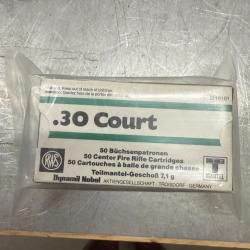 .30 Court
50 Büchsenpatronen
50 Center Fire Rifle Cartridges
50 Cartouches à balle de grande chasse
Teilmantel-Geschoß 7,1 g
RWS
Dynamit Nobel AKTIENGESELLSCHAFT, TROISDORF GERMANY